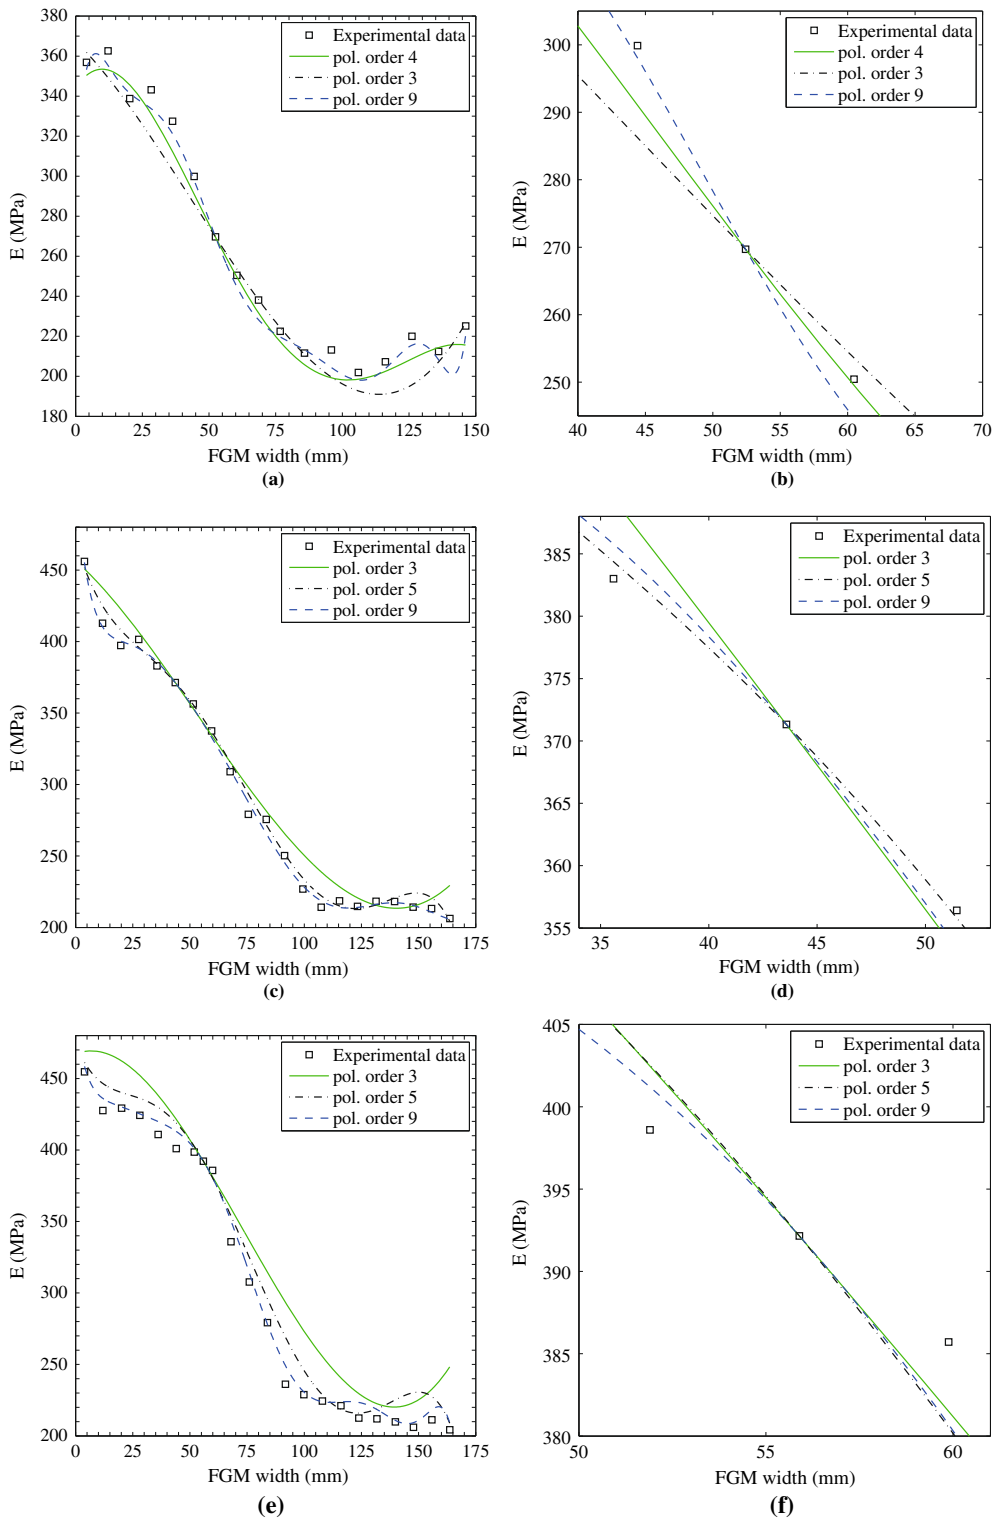 380
360
340
320
300
280
260
240
220
200
180
E (MPa)
Experimental data
pol. order 4
pol. order 3
pol. order 9
0 25 50 75 100 125 150
FGM width (mm)
(a)
300
290
280
270
260
250
E (MPa)
Experimental data
pol. order 4
pol. order 3
pol. order 9
40 45 50 55 60 65 70
FGM width (mm)
(b)
450
400
350
300
250
200
E (MPa)
Experimental data
pol. order 3
pol. order 5
pol. order 9
0 25 50 75 100 125 150 175
FGM width (mm)
(c)
385
380
375
370
365
360
355
E (MPa)
Experimental data
pol. order 3
pol. order 5
pol. order 9
35 40 45 50
FGM width (mm)
(d)
450
400
350
300
250
200
E (MPa)
Experimental data
pol. order 3
pol. order 5
pol. order 9
0 25 50 75 100 125 150 175
FGM width (mm)
(e)
405
400
395
390
385
380
E (MPa)
Experimental data
pol. order 3
pol. order 5
pol. order 9
50 55 60
FGM width (mm)
(f)